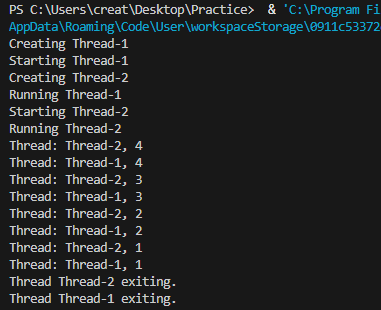 PS C:\Users\creat\Desktop\Practice>  & 'C:\Program Fi
AppData\Roaming\Code\User\workspaceStorage\0911c53372
Creating Thread-1
Starting Thread-1
Creating Thread-2
Running Thread-1
Starting Thread-2
Running Thread-2
Thread: Thread-2, 4
Thread: Thread-1, 4
Thread: Thread-2, 3
Thread: Thread-1, 3
Thread: Thread-2, 2
Thread: Thread-1, 2
Thread: Thread-2, 1
Thread: Thread-1, 1
Thread Thread-2 exiting.
Thread Thread-1 exiting.